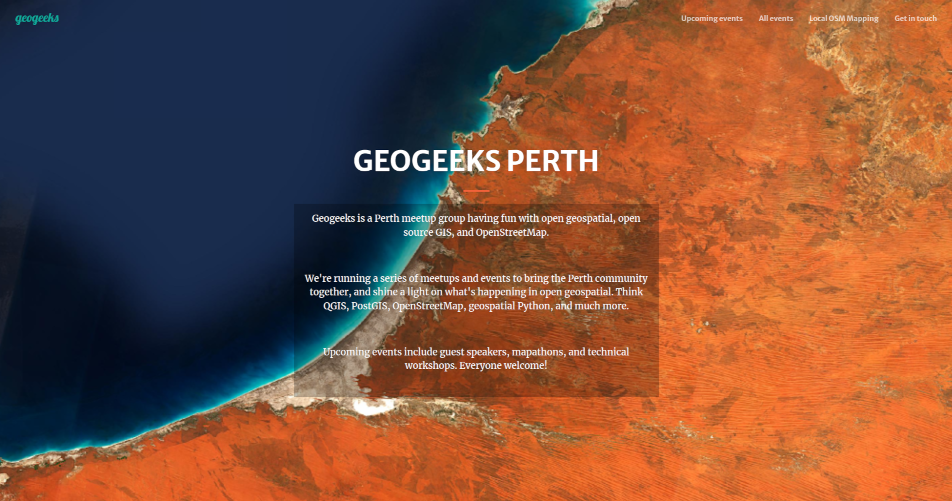 geogeeks
Upcoming events
All events
Local OSM Mapping
Get in touch
GEOGEEKS PERTH
Geogeeks is a Perth meetup group having fun with open geospatial, open
source GIS, and OpenStreetMap.
We're running a series of meetups and events to bring the Perth community
together, and shine a light on what's happening in open geospatial. Think
QGIS, PostGIS, OpenStreetMap, geospatial Python, and much more.
Upcoming events include guest speakers, mapathons, and technical
workshops. Everyone welcome!